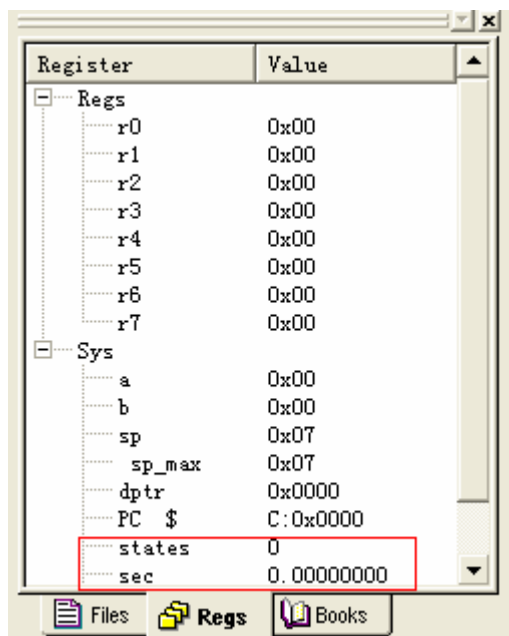 Register Value
Regs
r0 0x00
r1 0x00
r2 0x00
r3 0x00
r4 0x00
r5 0x00
r6 0x00
r7 0x00
Sys
a 0x00
b 0x00
sp 0x07
sp_max 0x07
dptr 0x0000
PC $ C:0x0000
states 0
sec 0.00000000
Files Regs Books